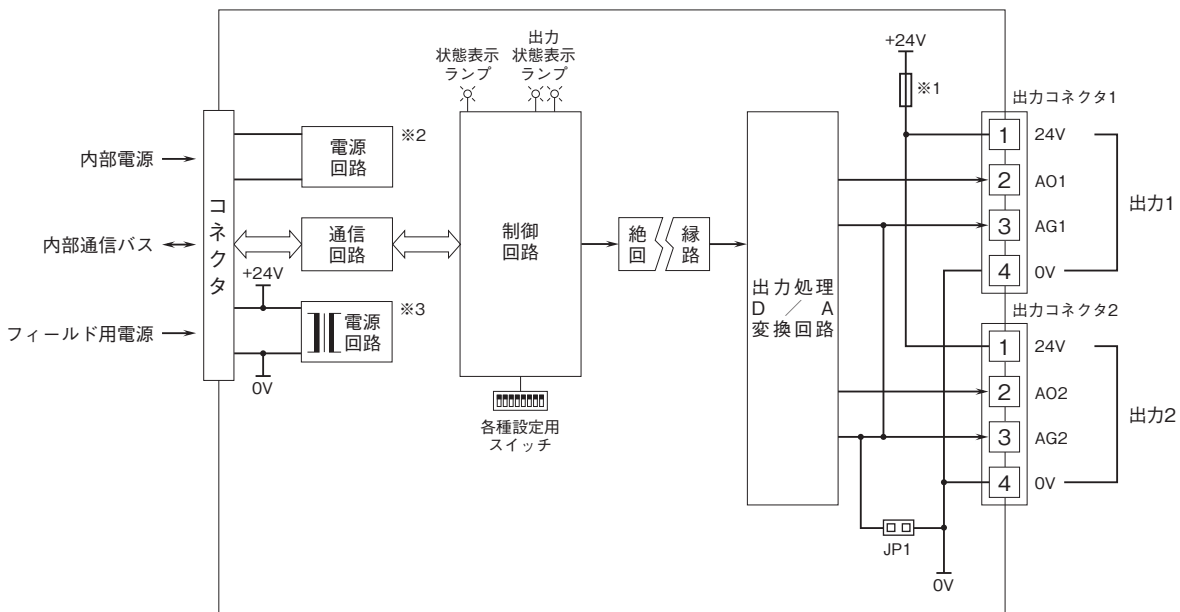 状態表示
ランプ
出力
状態表示
ランプ
+24V
※1
出力コネクタ1
1
24V
2
AO1
3
AG1
4
0V
出力1
内部電源
コネクタ
電源
回路
※2
内部通信バス
通信
回路
制御
回路
絶 縁
回 路
出力処理
D / A
変換回路
+24V
フィールド用電源
電源
回路
※3
0V
各種設定用
スイッチ
出力コネクタ2
1
24V
2
AO2
3
AG2
4
0V
出力2
JP1
0V